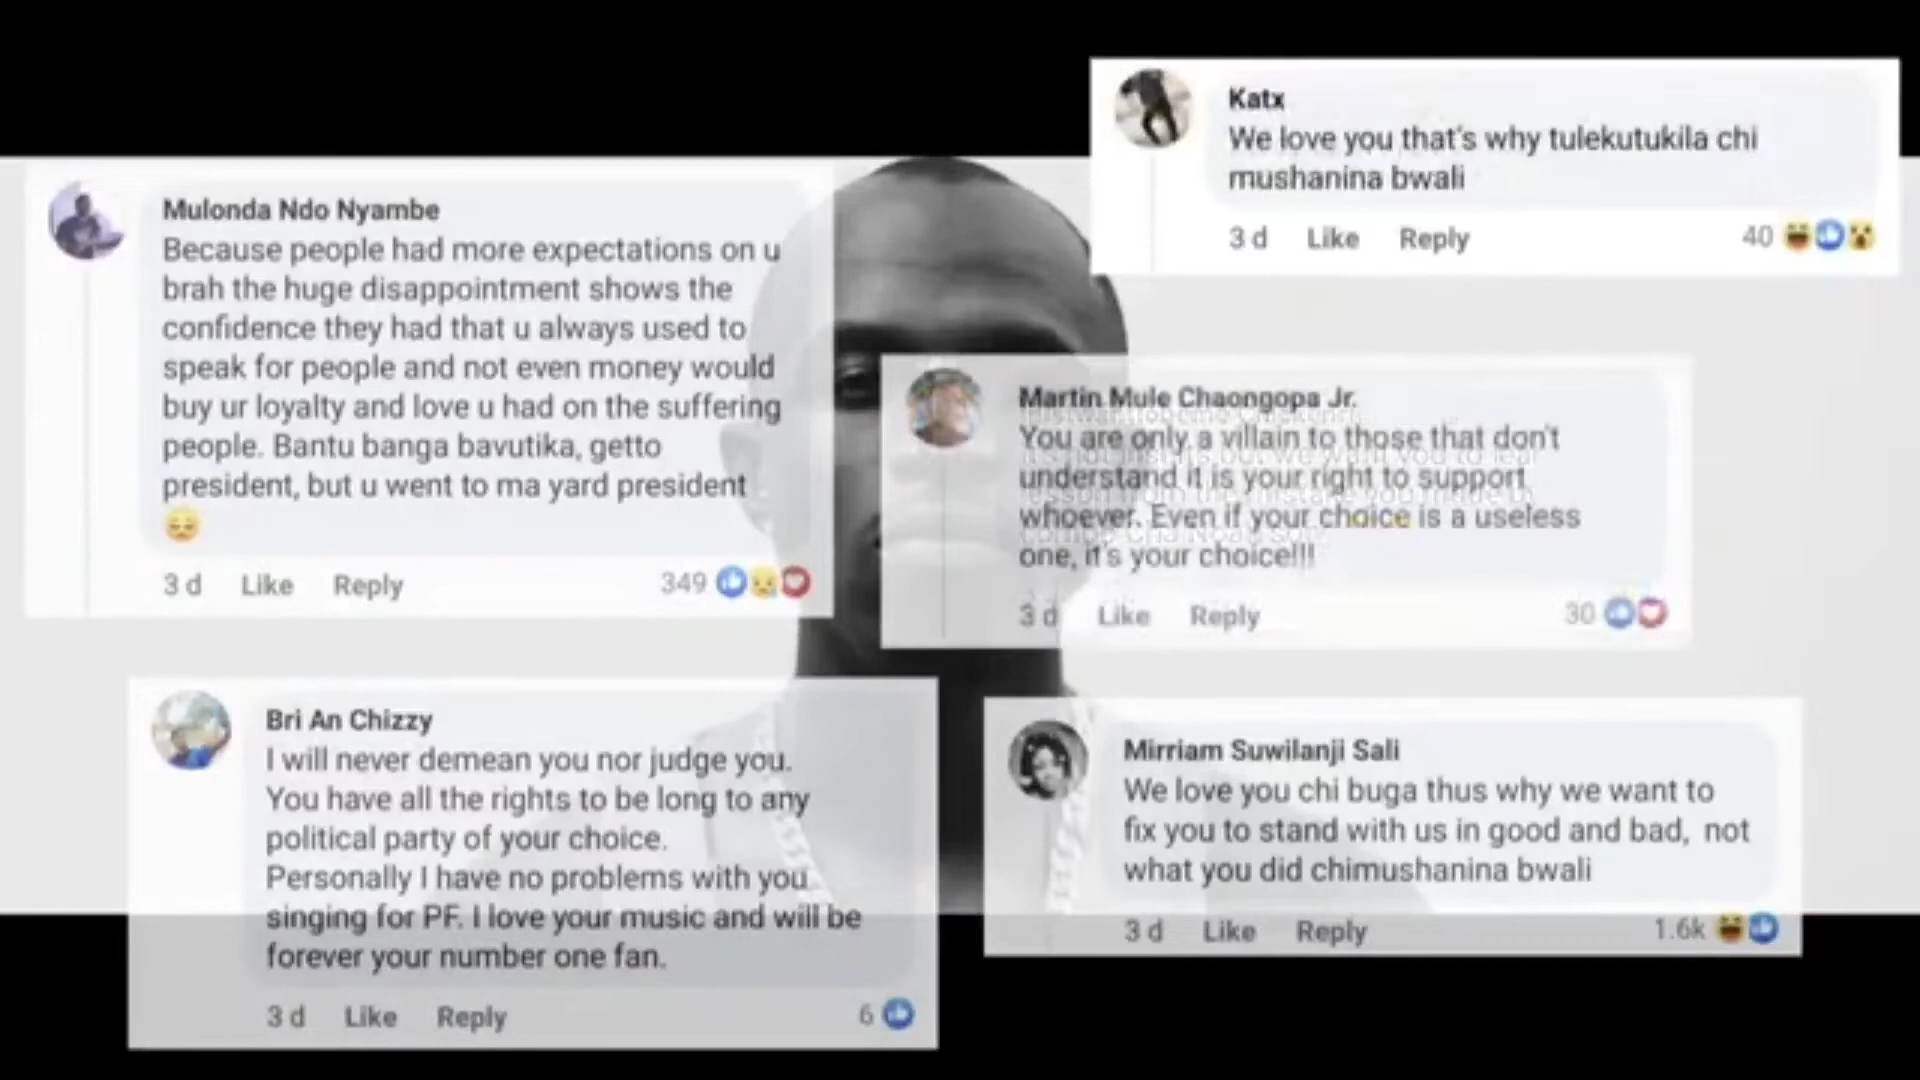 Katx
We love you that's why tulekutukila chi
mushanina bwali
3 d Like Reply 40
Mulonda Ndo Nyambe
Because people had more expectations on u
brah the huge disappointment shows the
confidence they had that u always used to
speak for people and not even money would
buy ur loyalty and love u had on the suffering
people. Bantu banga bavutika, getto
president, but u went to ma yard president
😔
3 d Like Reply 349
Martin Mule Chaongopa Jr.
You are only a villain to those that don't
understand it is your right to support
whoever. Even if your choice is a useless
one, it's your choice!!!
3 d Like Reply 30
Bri An Chizzy
I will never demean you nor judge you.
You have all the rights to be long to any
political party of your choice.
Personally I have no problems with you
singing for PF. I love your music and will be
forever your number one fan.
3 d Like Reply 6
Mirriam Suwilanji Sali
We love you chi buga thus why we want to
fix you to stand with us in good and bad, not
what you did chimushanina bwali
3 d Like Reply 1.6k